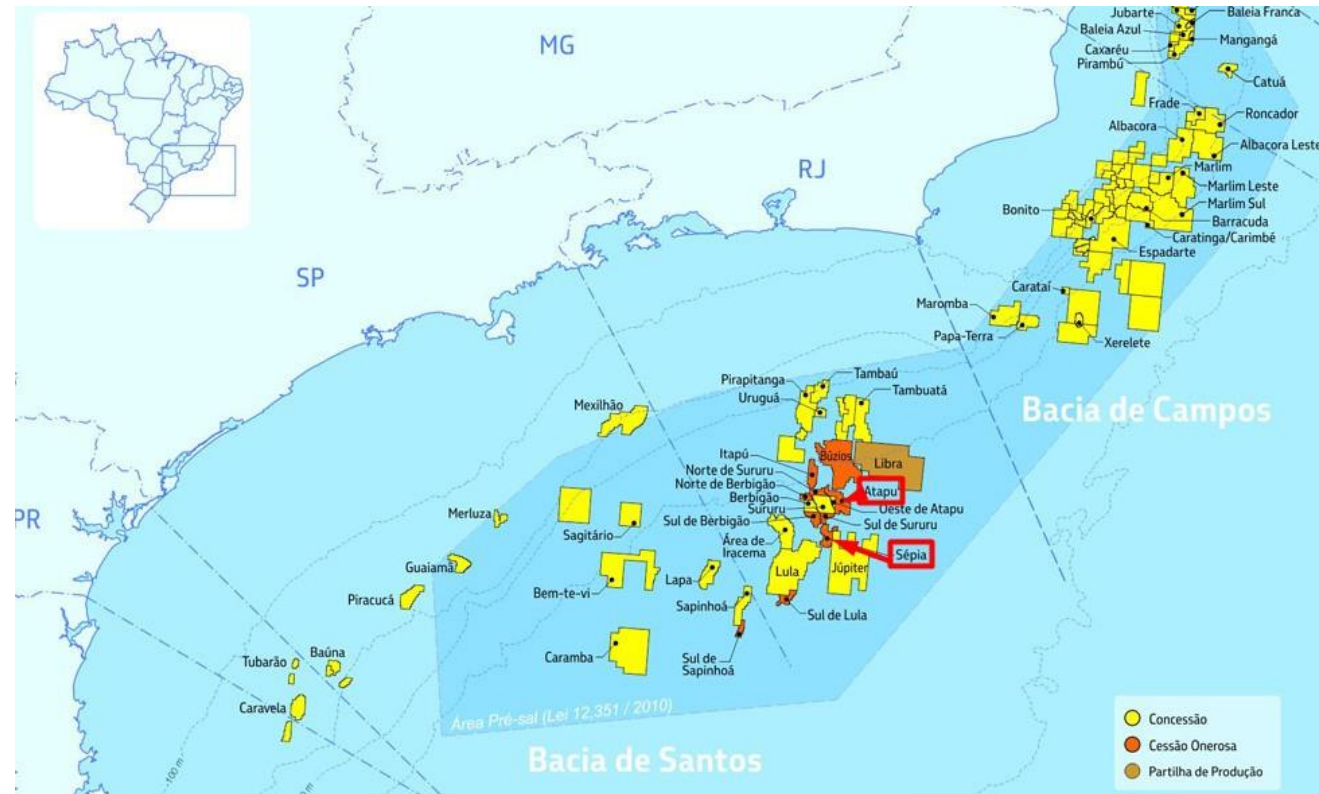 MG
SP
RJ
PR
Jubarte
Baleia Franca
Baleia Azul
Mangangá
Caxaréu
Pirambú
Catuá
Frade
Roncador
Albacora
Albacora Leste
Marlim
Marlim Leste
Bonito
Marlim Sul
Barracuda
Caratinga/Carimbé
Espadarte
Carataí
Maromba
Papa-Terra
Xerelete
Bacia de Campos
Pirapitanga
Tambaú
Uruguá
Tambuatá
Mexilhão
Itapú
Búzios
Libra
Norte de Sururu
Norte de Berbigão
Atapu
Berbigão
Sururu
Oeste de Atapu
Sul de Berbigão
Sul de Sururu
Merluza
Sagitário
Área de
Iracema
Sépia
Guaiamá
Lula
Júpiter
Lapa
Bem-te-vi
Piracucá
Sapinhoá
Sul de Lula
Caramba
Sul de
Sapinhoá
Tubarão
Baúna
Caravela
Área Pré-sal (Lei 12,351 / 2010)
Bacia de Santos
-100 m
Concessão
Cessão Onerosa
Partilha de Produção